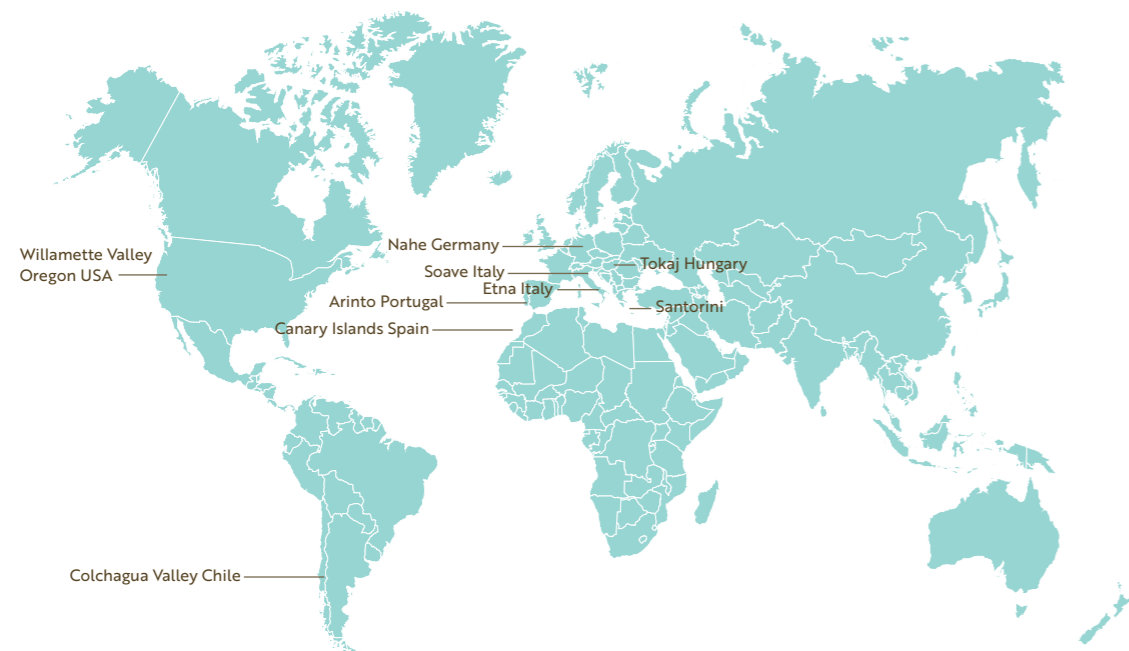 Nahe Germany
Willamette Valley
Oregon USA
Tokaj Hungary
Soave Italy
Etna Italy
Arinto Portugal
Santorini
Canary Islands Spain
Colchagua Valley Chile